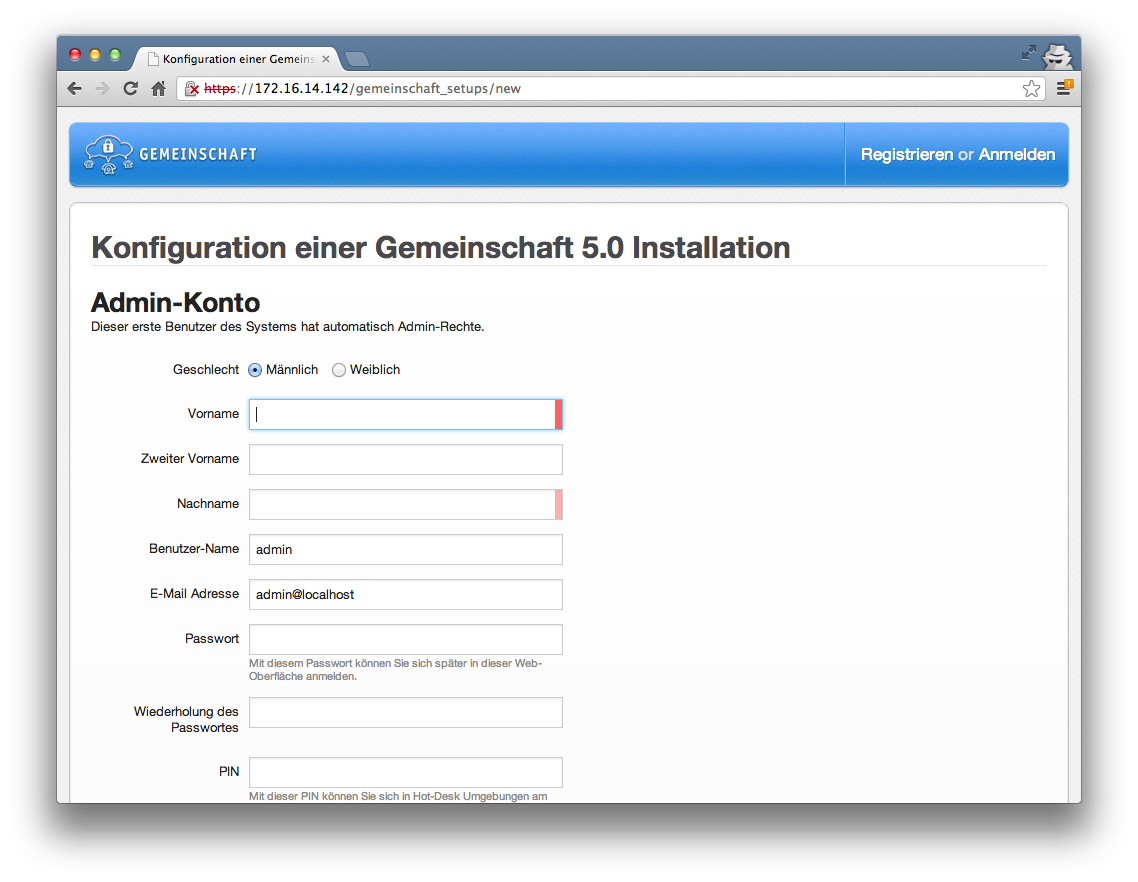 Konfiguration einer Gemeins
https://172.16.14.142/gemeinschaft_setups/new
GEMEINSCHAFT
Registrieren or Anmelden
Konfiguration einer Gemeinschaft 5.0 Installation
Admin-Konto
Dieser erste Benutzer des Systems hat automatisch Admin-Rechte.
Geschlecht Männlich Weiblich
Vorname
Zweiter Vorname
Nachname
Benutzer-Name admin
E-Mail Adresse admin@localhost
Passwort
Mit diesem Passwort können Sie sich später in dieser Web-
Oberfläche anmelden.
Wiederholung des
Passwortes
PIN
Mit dieser PIN können Sie sich in Hot-Desk Umgebungen am